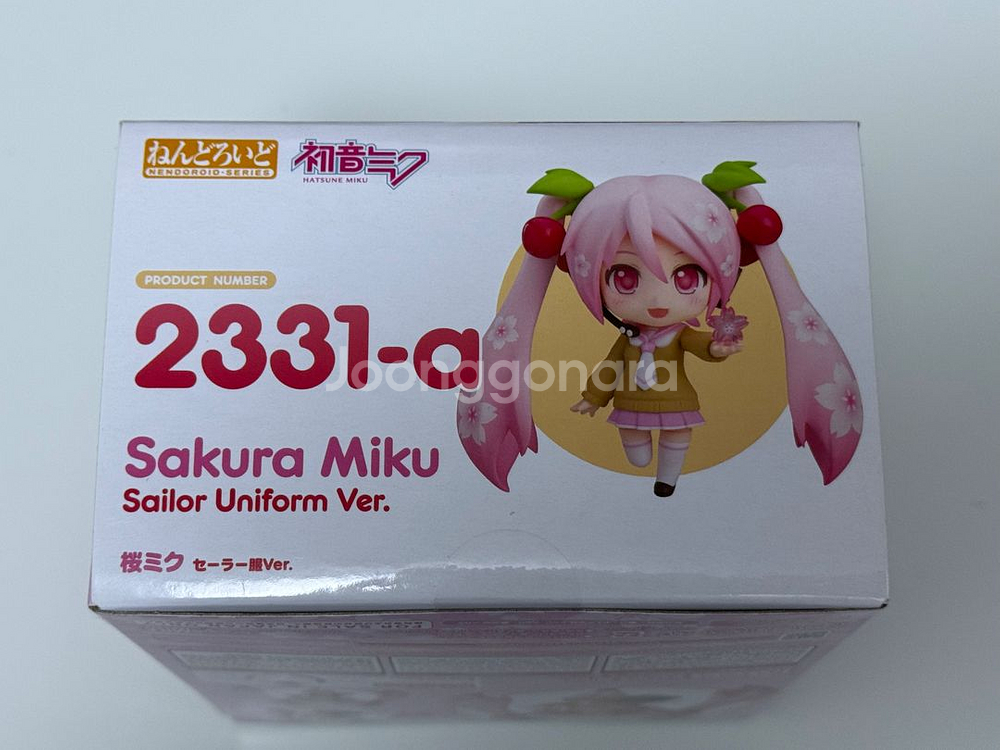 ねんどろいど
NENDOROID-SERIES
初音ミク
HATSUNE MIKU
PRODUCT NUMBER
2331-a
Joonggonara
Sakura Miku
Sailor Uniform Ver.
桜ミク セーラー服Ver.